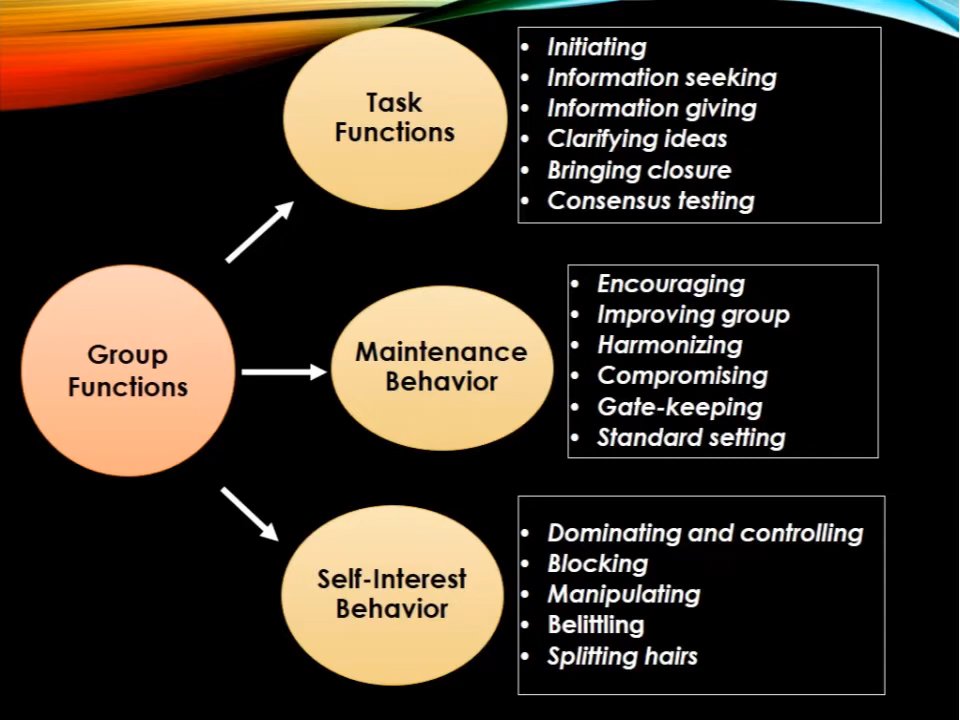 Task
Functions
• Initiating
• Information seeking
• Information giving
• Clarifying ideas
• Bringing closure
• Consensus testing
Group
Functions
Maintenance
Behavior
• Encouraging
• Improving group
• Harmonizing
• Compromising
• Gate-keeping
• Standard setting
Self-Interest
Behavior
• Dominating and controlling
• Blocking
• Manipulating
• Belittling
• Splitting hairs